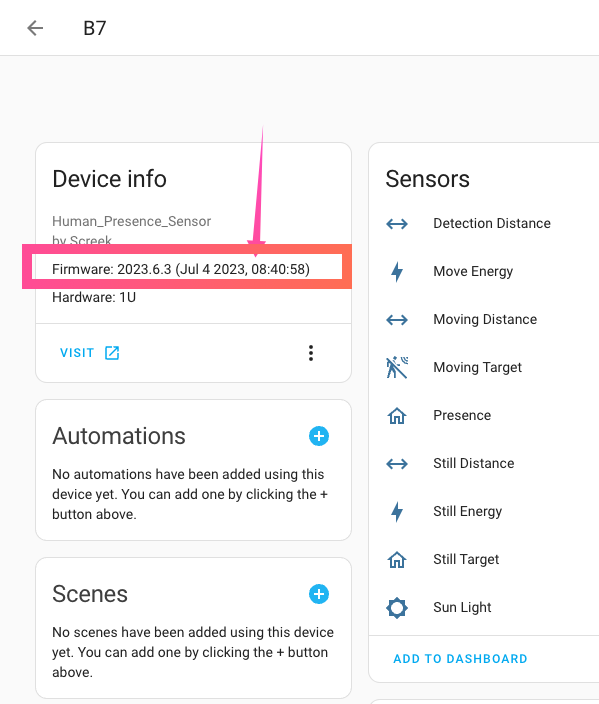 B7
Device info
Human_Presence_Sensor
by Screek
Firmware: 2023.6.3 (Jul 4 2023, 08:40:58)
Hardware: 1U
VISIT
Automations
No automations have been added using this
device yet. You can add one by clicking the +
button above.
Scenes
No scenes have been added using this device
yet. You can add one by clicking the + button
above.
Sensors
Detection Distance
Move Energy
Moving Distance
Moving Target
Presence
Still Distance
Still Energy
Still Target
Sun Light
ADD TO DASHBOARD